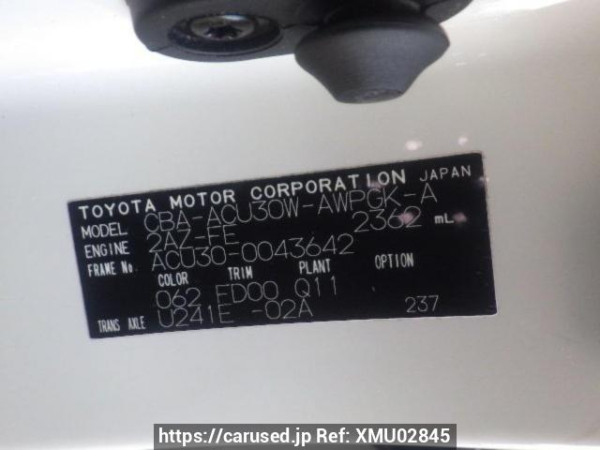 TOYOTA MOTOR CORPORATION JAPAN
MODEL CBA-ACU30W-AWPGK-A
ENGINE 2AZ-FE 2362 mL
FRAME No. ACU30-0043642
COLOR TRIM PLANT OPTION
062 FD00 Q11
TRANS AXLE U241E -02A 237
https://carused.jp Ref: XMU02845